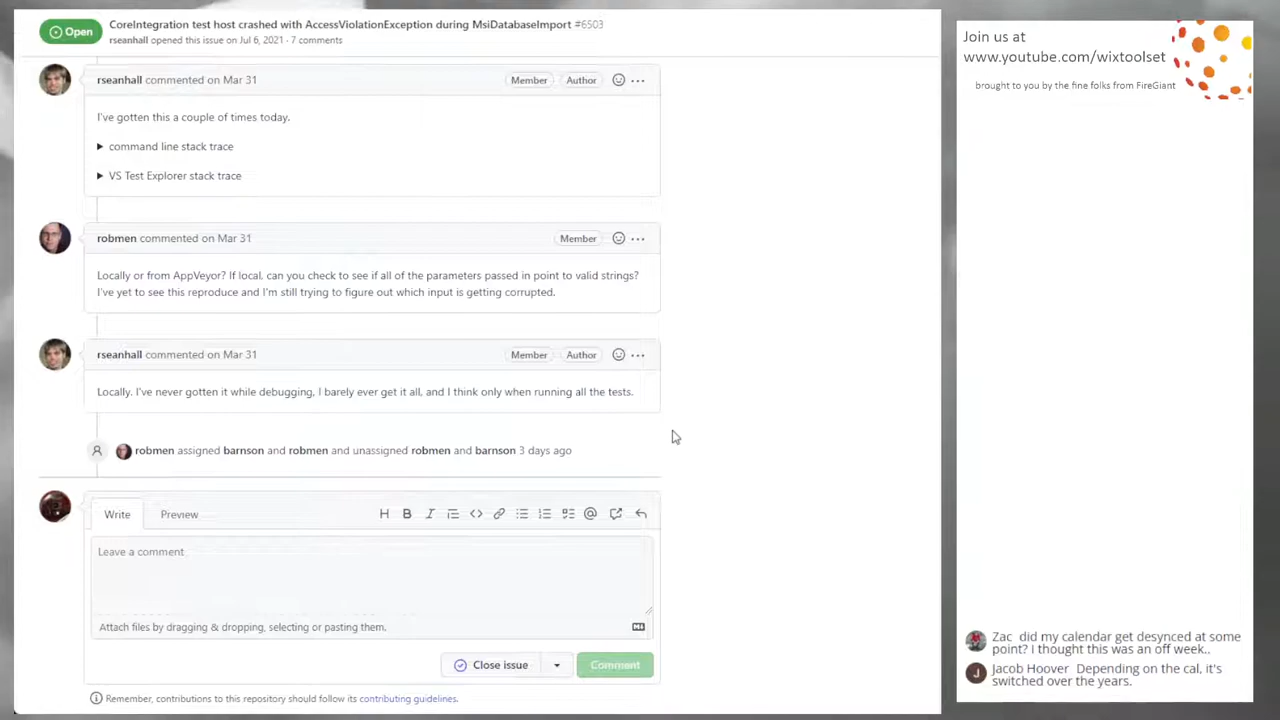 Open
CoreIntegration test host crashed with AccessViolationException during MsiDatabaseImport #6503
rseanhall opened this issue on Jul 6, 2021 · 7 comments
rseanhall commented on Mar 31
Member
Author
I've gotten this a couple of times today.
command line stack trace
VS Test Explorer stack trace
robmen commented on Mar 31
Member
Locally or from AppVeyor? If local, can you check to see if all of the parameters passed in point to valid strings?
I've yet to see this reproduce and I'm still trying to figure out which input is getting corrupted.
rseanhall commented on Mar 31
Member
Author
Locally. I've never gotten it while debugging, I barely ever get it all, and I think only when running all the tests.
robmen assigned barnson and robmen and unassigned robmen and barnson 3 days ago
Write
Preview
Leave a comment
Attach files by dragging & dropping, selecting or pasting them.
Close issue
Comment
Remember, contributions to this repository should follow its contributing guidelines.
Join us at
www.youtube.com/wixtoolset
brought to you by the fine folks from FireGiant
Zac did my calendar get desynced at some
point? I thought this was an off week..
J
Jacob Hoover Depending on the cal, it's
switched over the years.